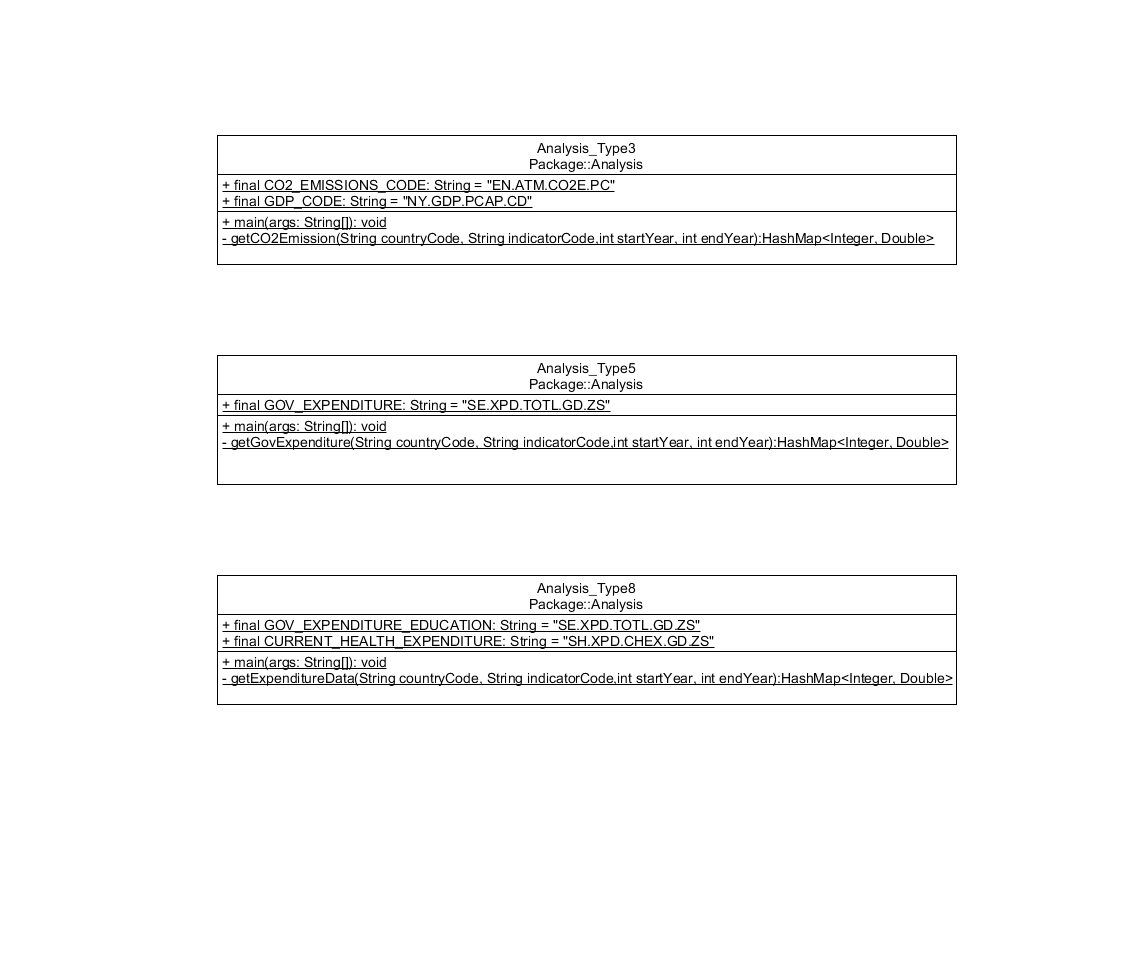 Analysis_Type3
Package::Analysis
+ final CO2_EMISSIONS_CODE: String = "EN.ATM.CO2E.PC"
+ final GDP_CODE: String = "NY.GDP.PCAP.CD"
+ main(args: String[]): void
- getCO2Emission(String countryCode, String indicatorCode,int startYear, int endYear):HashMap<Integer, Double>
Analysis_Type5
Package::Analysis
+ final GOV_EXPENDITURE: String = "SE.XPD.TOTL.GD.ZS"
+ main(args: String[]): void
- getGovExpenditure(String countryCode, String indicatorCode,int startYear, int endYear):HashMap<Integer, Double>
Analysis_Type8
Package::Analysis
+ final GOV_EXPENDITURE_EDUCATION: String = "SE.XPD.TOTL.GD.ZS"
+ final CURRENT_HEALTH_EXPENDITURE: String = "SH.XPD.CHEX.GD.ZS"
+ main(args: String[]): void
- getExpenditureData(String countryCode, String indicatorCode,int startYear, int endYear):HashMap<Integer, Double>